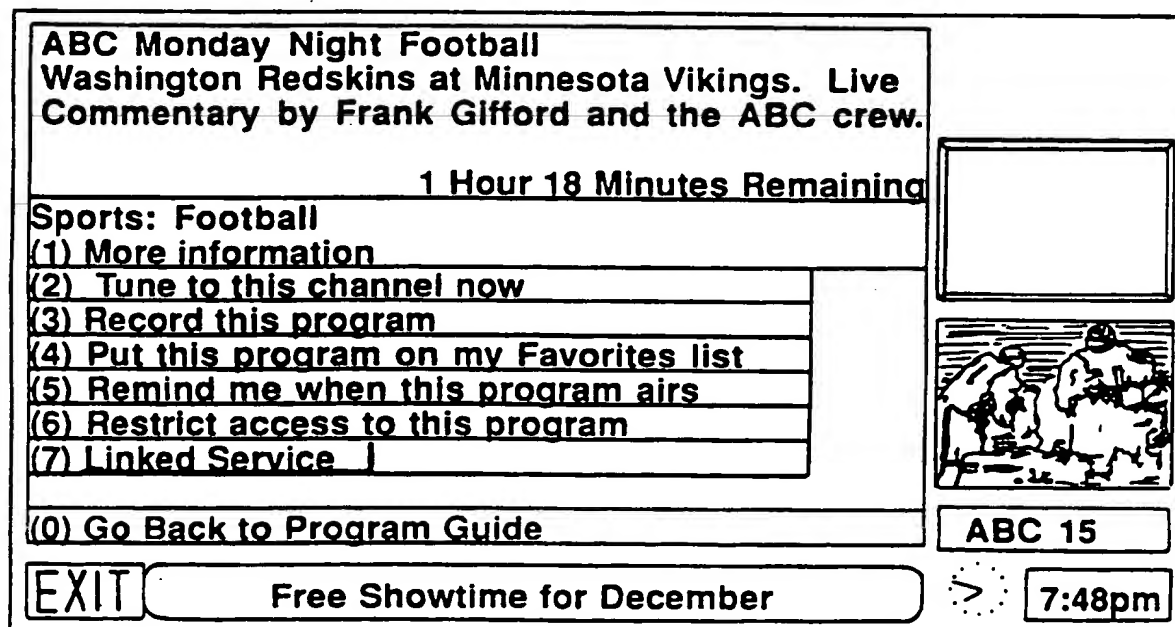 ABC Monday Night Football
Washington Redskins at Minnesota Vikings. Live
Commentary by Frank Gifford and the ABC crew.
1 Hour 18 Minutes Remaining
Sports: Football
(1) More information
(2) Tune to this channel now
(3) Record this program
(4) Put this program on my Favorites list
(5) Remind me when this program airs
(6) Restrict access to this program
(7) Linked Service
(0) Go Back to Program Guide
ABC 15
EXIT
Free Showtime for December
7:48pm